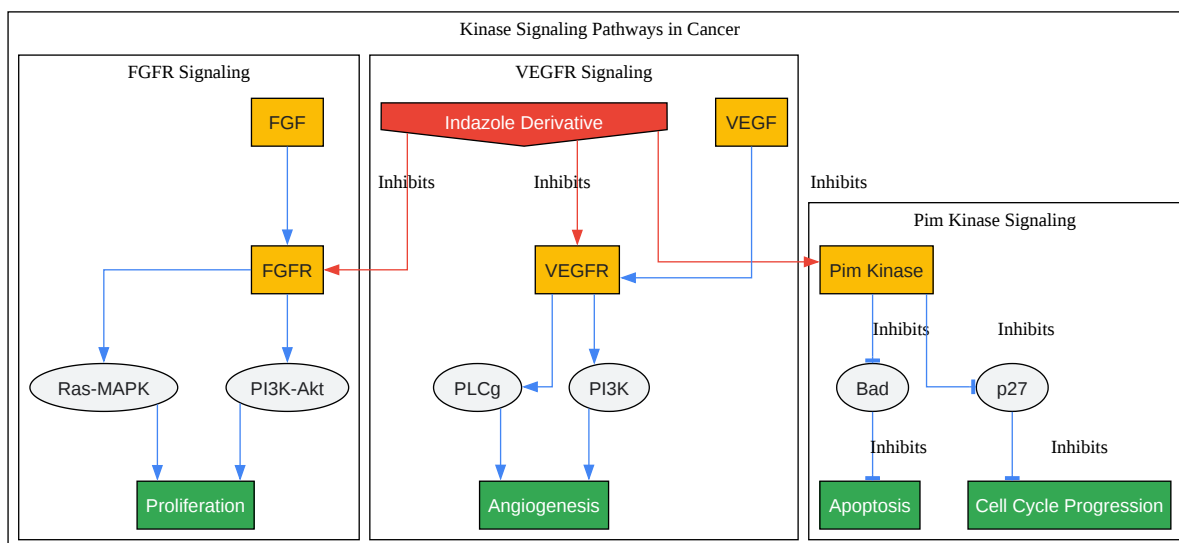 Kinase Signaling Pathways in Cancer
FGFR Signaling
VEGFR Signaling
FGF
Indazole Derivative
VEGF
Inhibits
Inhibits
Inhibits
Pim Kinase Signaling
FGFR
VEGFR
Pim Kinase
Inhibits
Inhibits
Ras-MAPK
PI3K-Akt
PLCg
PI3K
Bad
p27
Inhibits
Inhibits
Proliferation
Angiogenesis
Apoptosis
Cell Cycle Progression